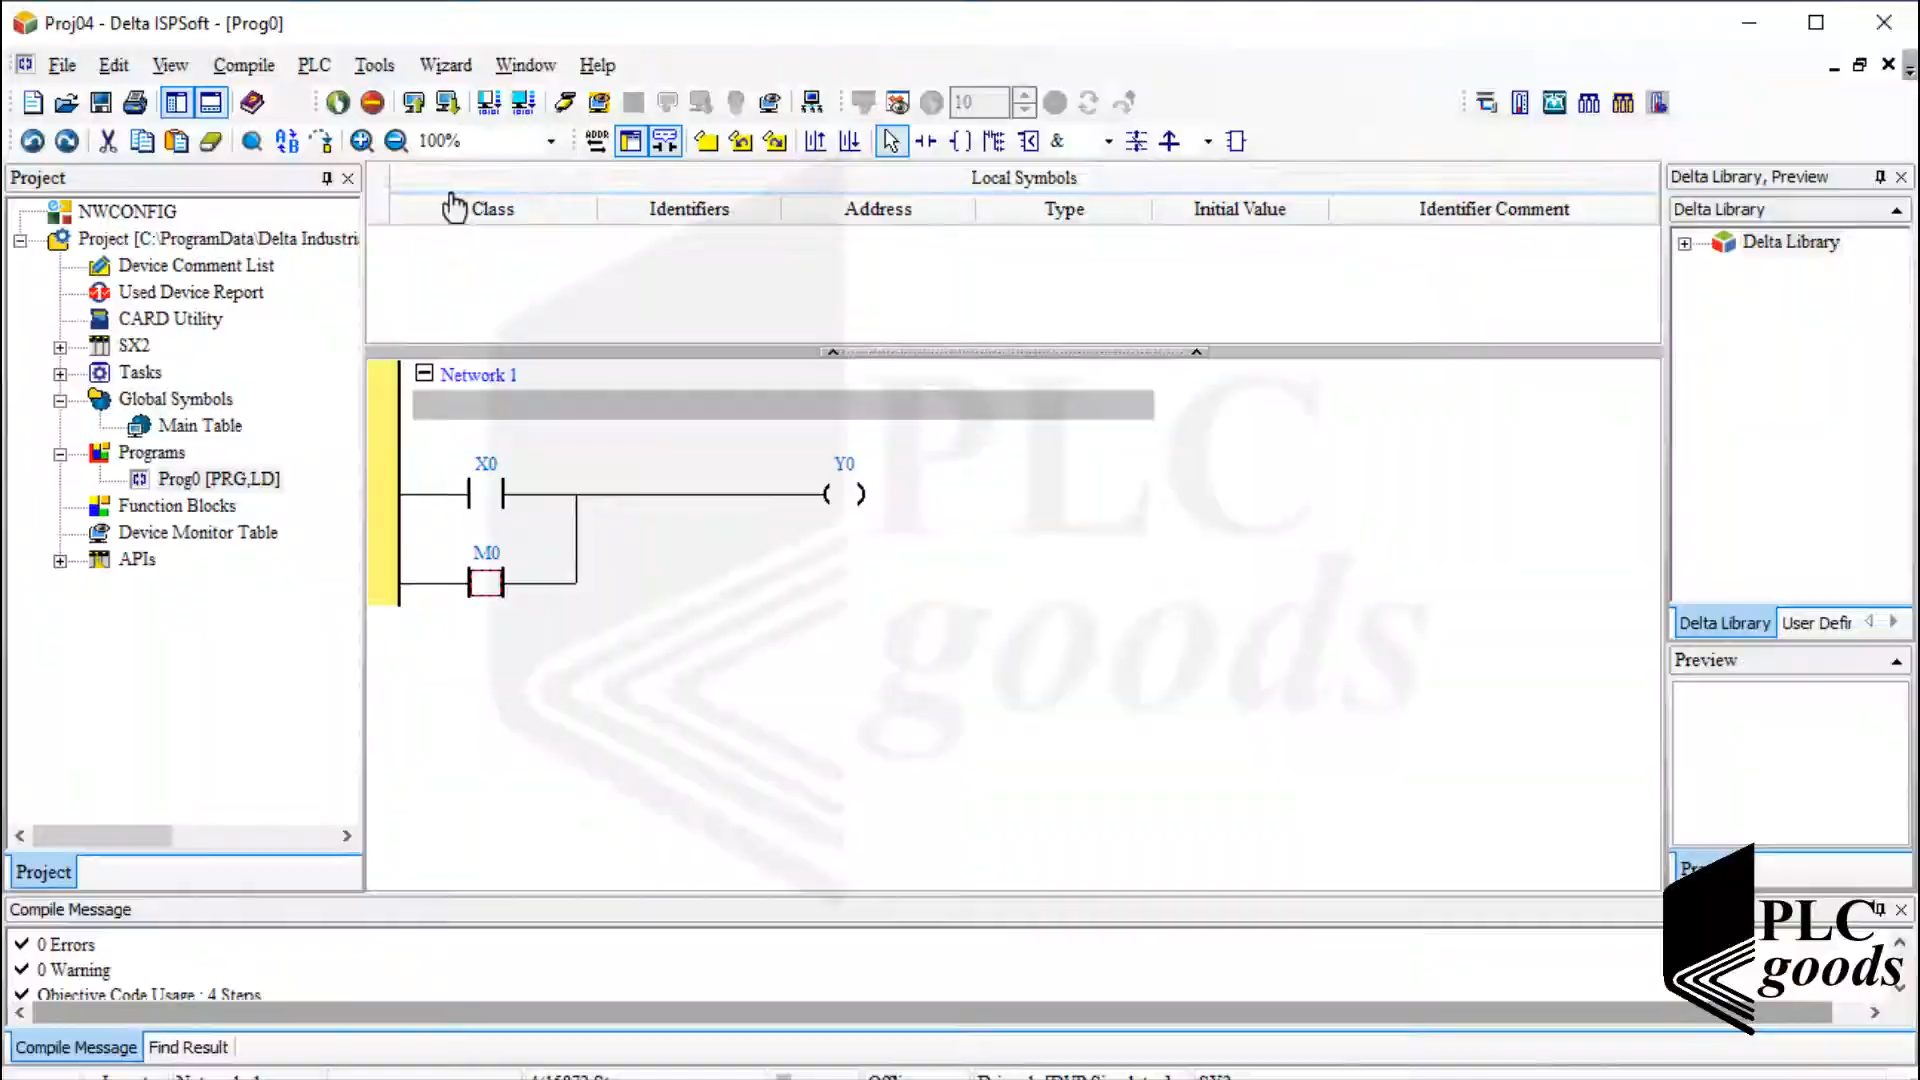 Proj04 - Delta ISPSoft - [Prog0]
File Edit View Compile PLC Tools Wizard Window Help
10
100%
ADDR
&
Project
NWCONFIG
Project [C:\ProgramData\Delta Industri
Device Comment List
Used Device Report
CARD Utility
SX2
Tasks
Global Symbols
Main Table
Programs
Prog0 [PRG,LD]
Function Blocks
Device Monitor Table
APIs
Project
Local Symbols
Class Identifiers Address Type Initial Value Identifier Comment
Network 1
X0
Y0
M0
PLC
goods
Delta Library, Preview
Delta Library
Delta Library
Delta Library User Defir
Preview
Compile Message
0 Errors
0 Warning
Objective Code Usage : 4 Steps
Compile Message Find Result
PLC
goods